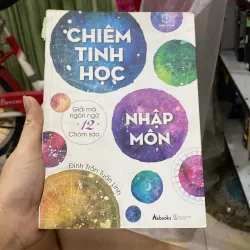 CHIÊM
TINH
HỌC
Giải mã
ngôn ngữ
12
Chòm sao
NHẬP
MÔN
Đinh Trần Tuấn Linh
Azbooks